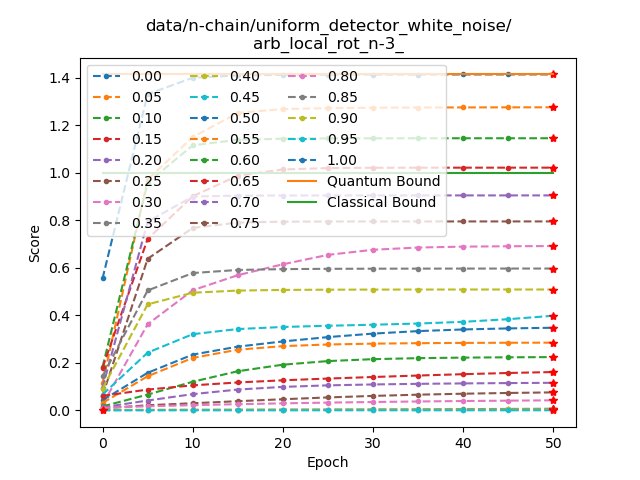 data/n-chain/uniform_detector_white_noise/
arb_local_rot_n-3_
Score
1.4
1.2
1.0
0.8
0.6
0.4
0.2
0.0
0.00 0.40 0.80
0.05 0.45 0.85
0.10 0.50 0.90
0.15 0.55 0.95
0.20 0.60 1.00
0.25 0.65 Quantum Bound
0.30 0.70 Classical Bound
0.35 0.75
0 10 20 30 40 50
Epoch